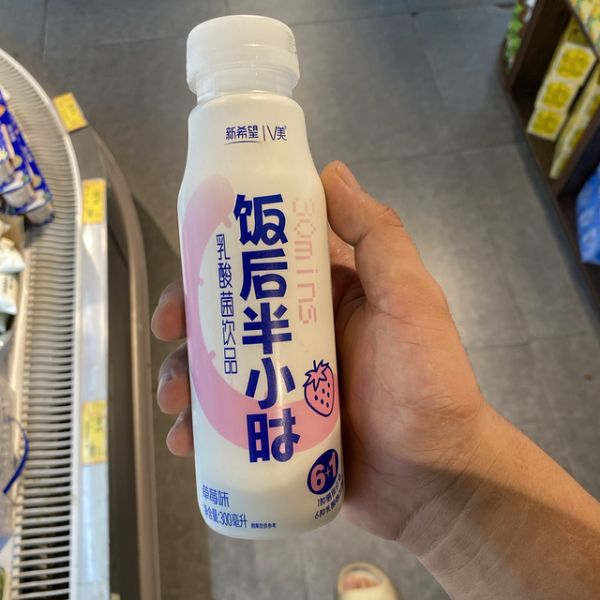 新希望 | V美
饭后半小时
30mins
乳酸菌饮品
6+1
草莓味
净含量:300毫升